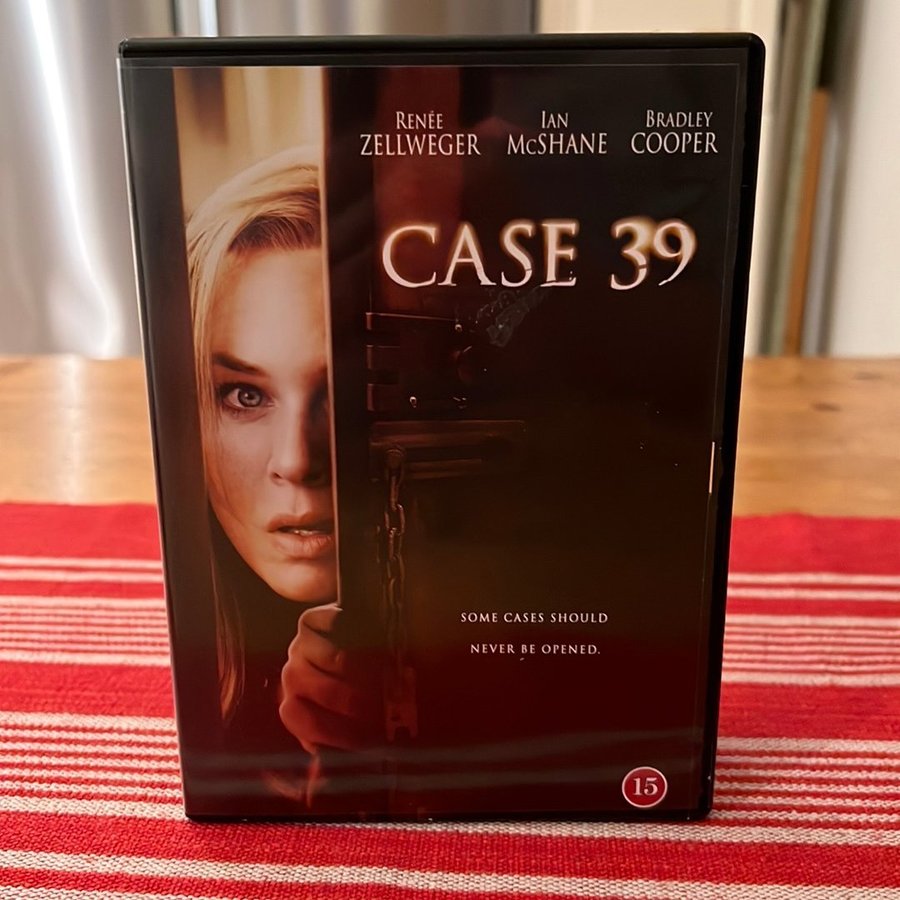 RENÉE IAN BRADLEY
ZELLWEGER McSHANE COOPER
CASE 39
SOME CASES SHOULD
NEVER BE OPENED.
15